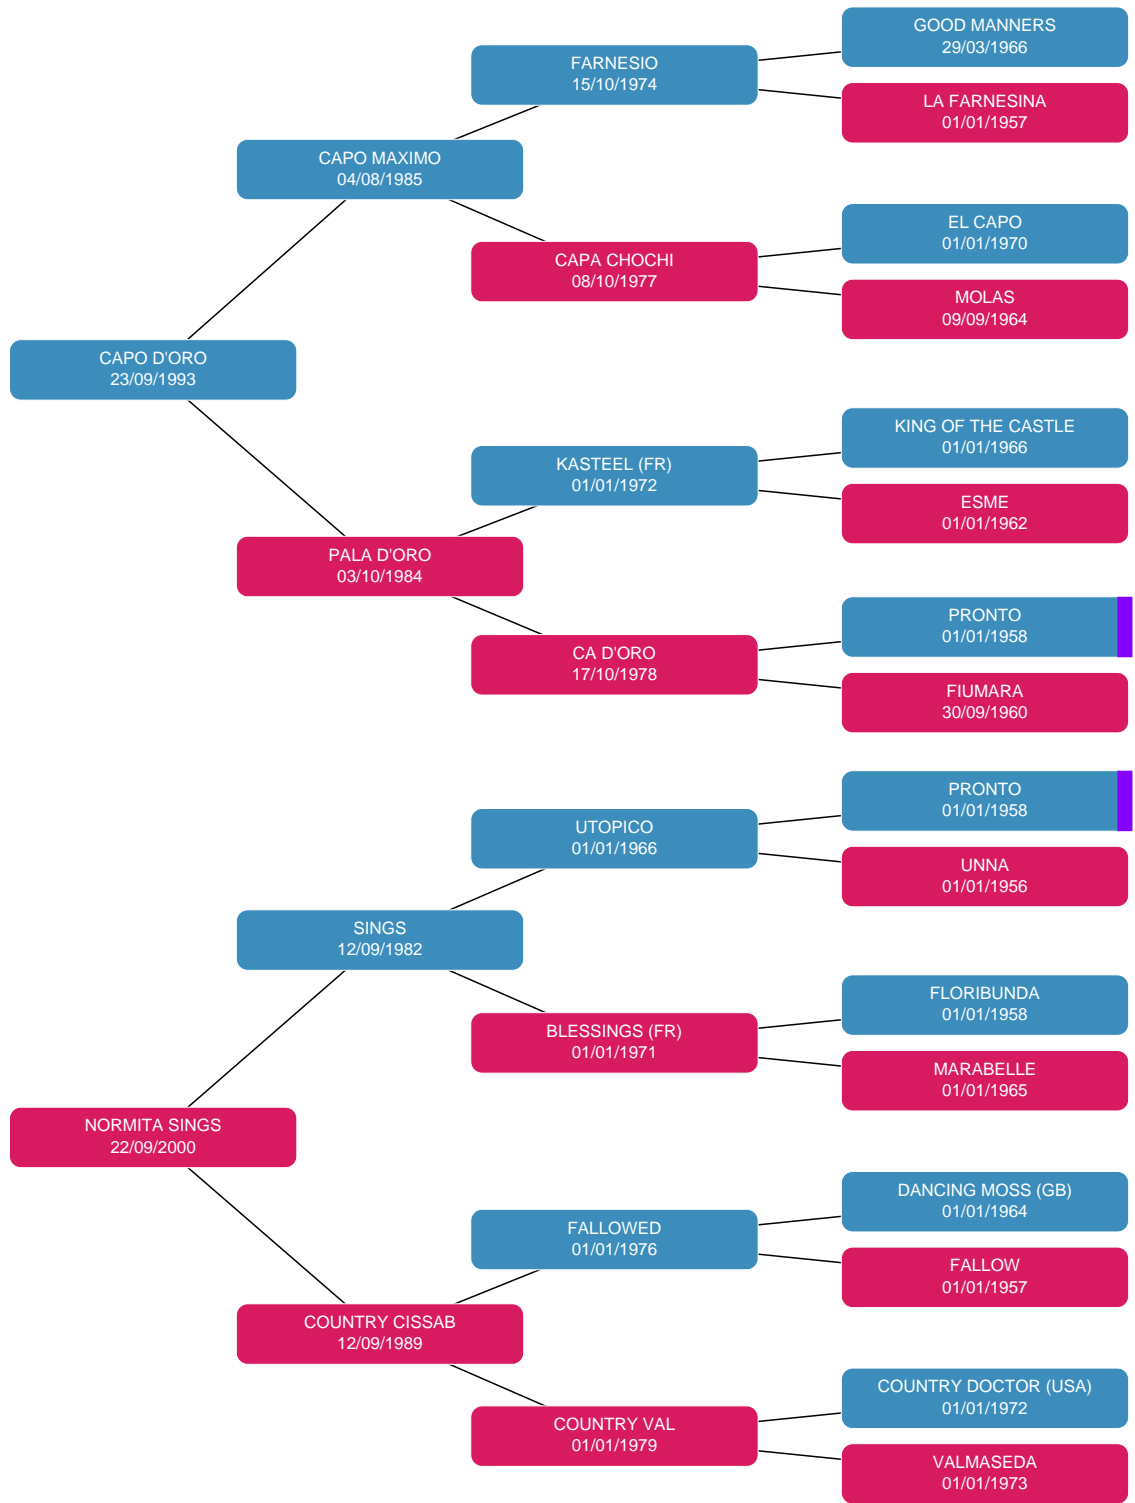 GOOD MANNERS
29/03/1966
FARNESIO
15/10/1974
LA FARNESINA
01/01/1957
CAPO MAXIMO
04/08/1985
EL CAPO
01/01/1970
CAPA CHOCHI
08/10/1977
MOLAS
09/09/1964
CAPO D'ORO
23/09/1993
KING OF THE CASTLE
01/01/1966
KASTEEL (FR)
01/01/1972
ESME
01/01/1962
PALA D'ORO
03/10/1984
PRONTO
01/01/1958
CA D'ORO
17/10/1978
FIUMARA
30/09/1960
PRONTO
01/01/1958
UTOPICO
01/01/1966
UNNA
01/01/1956
SINGS
12/09/1982
FLORIBUNDA
01/01/1958
BLESSINGS (FR)
01/01/1971
MARABELLE
01/01/1965
NORMITA SINGS
22/09/2000
DANCING MOSS (GB)
01/01/1964
FALLOWED
01/01/1976
FALLOW
01/01/1957
COUNTRY CISSAB
12/09/1989
COUNTRY DOCTOR (USA)
01/01/1972
COUNTRY VAL
01/01/1979
VALMASEDA
01/01/1973